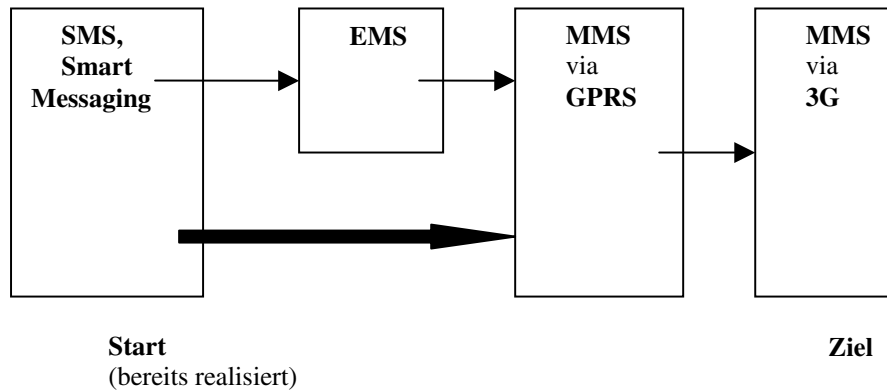 SMS,
Smart
Messaging
EMS
MMS
via
GPRS
MMS
via
3G
Start
(bereits realisiert)
Ziel